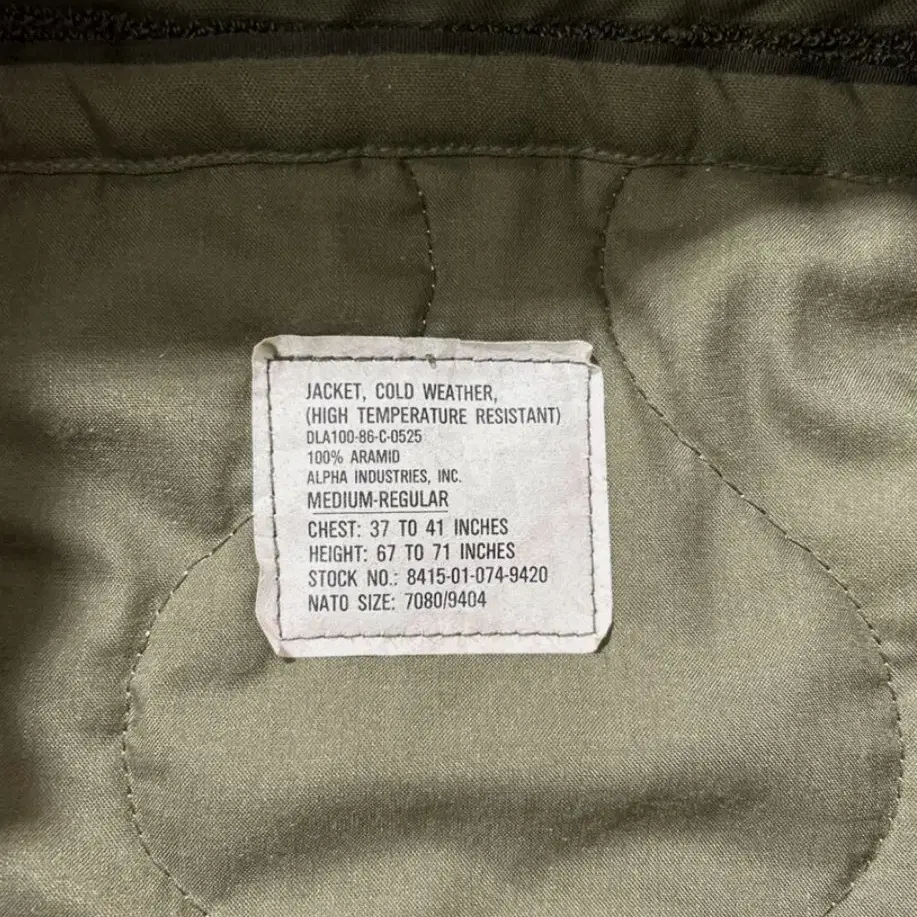 JACKET, COLD WEATHER,
(HIGH TEMPERATURE RESISTANT)
DLA100-86-C-0525
100% ARAMID
ALPHA INDUSTRIES, INC.
MEDIUM-REGULAR
CHEST: 37 TO 41 INCHES
HEIGHT: 67 TO 71 INCHES
STOCK NO.: 8415-01-074-9420
NATO SIZE: 7080/9404